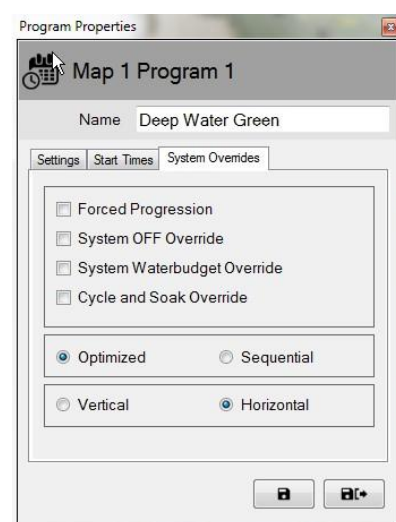 Program Properties
Map 1 Program 1
Name Deep Water Green
Settings Start Times System Overrides
Forced Progression
System OFF Override
System Waterbudget Override
Cycle and Soak Override
Optimized Sequential
Vertical Horizontal